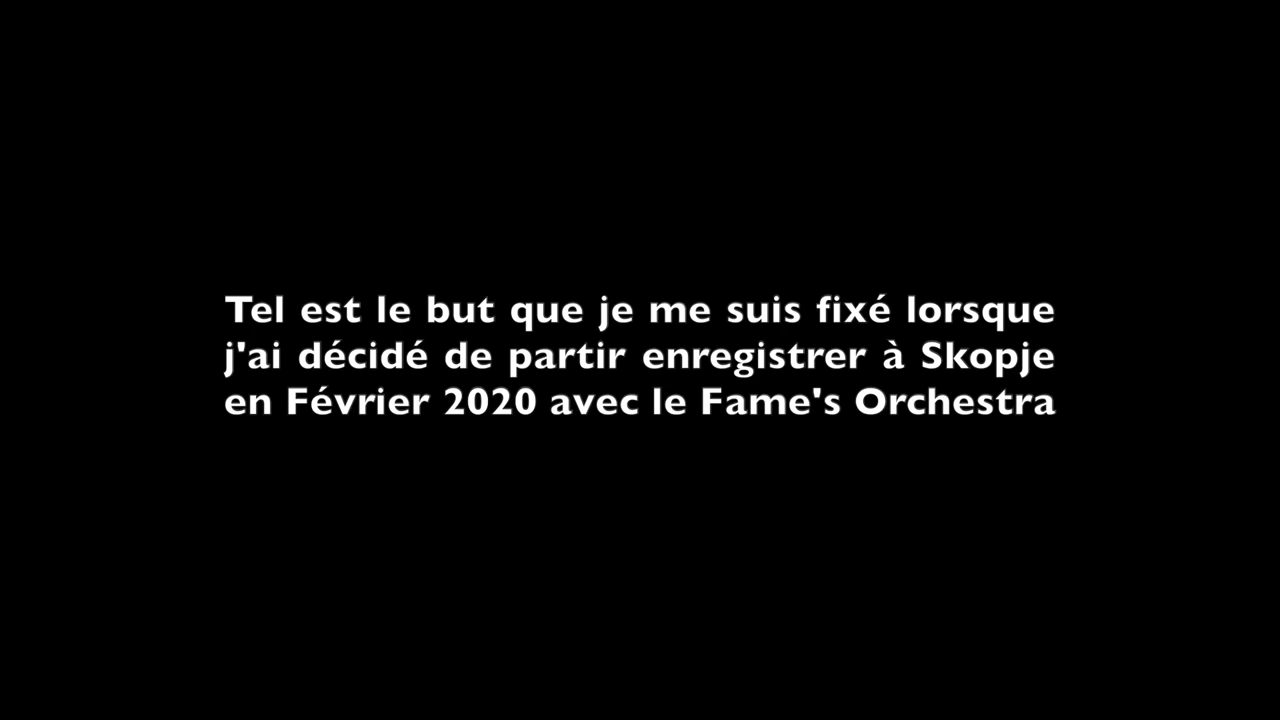 Tel est le but que je me suis fixé lorsque
j'ai décidé de partir enregistrer à Skopje
en Février 2020 avec le Fame's Orchestra